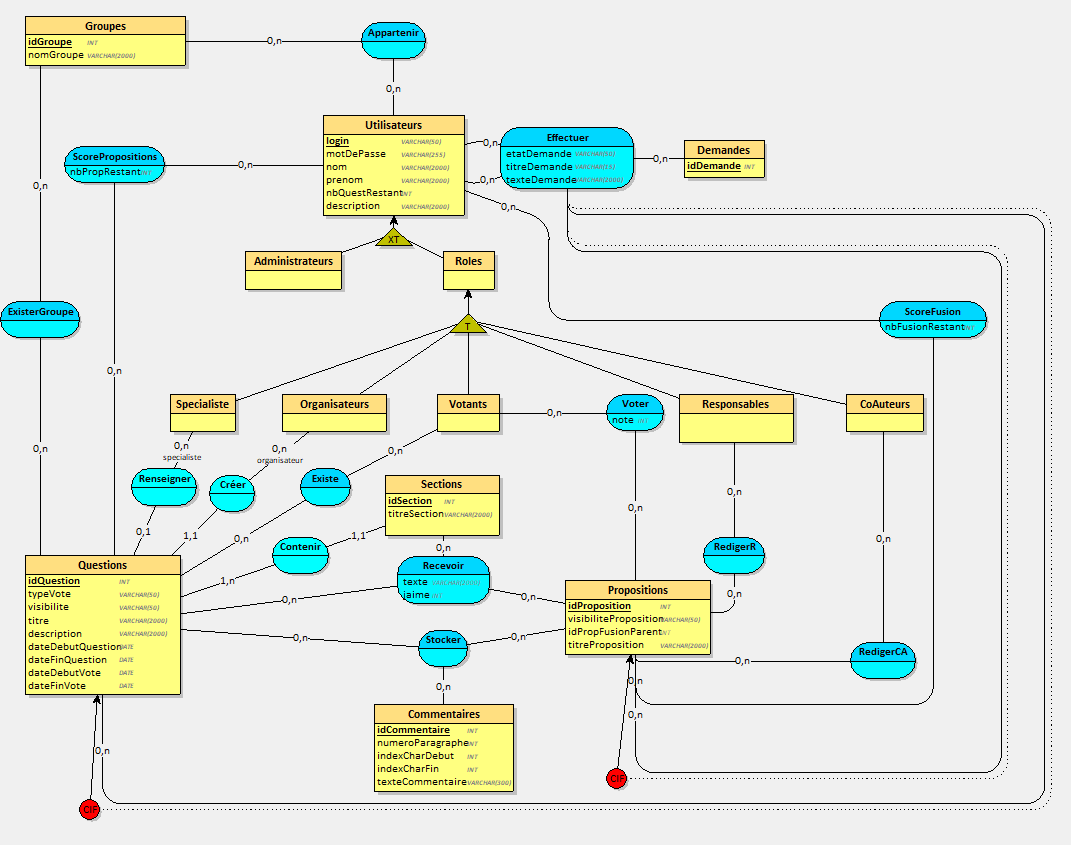 Groupes
idGroupe INT
nomGroupe VARCHAR(2000)
0,n
Appartenir
0,n
Utilisateurs
login VARCHAR(50)
motDePasse VARCHAR(255)
nom VARCHAR(2000)
prenom VARCHAR(2000)
nbQuestRestant INT
description VARCHAR(2000)
ScorePropositions
nbPropRestant INT
0,n
0,n
0,n
0,n
0,n
Effectuer
etatDemande VARCHAR(50)
titreDemande VARCHAR(55)
texteDemande VARCHAR(2000)
0,n
Demandes
idDemande INT
XT
Administrateurs
Roles
ExisterGroupe
ScoreFusion
nbFusionRestant INT
T
0,n
0,n
Specialiste
Organisateurs
Votants
0,n
Voter
note INT
Responsables
CoAuteurs
0,n
specialiste
0,n
organisateur
0,n
Renseigner
Créer
Existe
Sections
idSection INT
titreSection VARCHAR(2000)
0,n
0,n
0,n
0,1
1,1
0,n
Contenir
1,1
1,n
0,n
Recevoir
texte VARCHAR(2000)
jaime INT
0,n
0,n
RedigerR
0,n
Questions
idQuestion INT
typeVote VARCHAR(50)
visibilite VARCHAR(50)
titre VARCHAR(2000)
description VARCHAR(2000)
dateDebutQuestion DATE
dateFinQuestion DATE
dateDebutVote DATE
dateFinVote DATE
Propositions
idProposition INT
visibiliteProposition VARCHAR(50)
idPropFusionParent INT
titreProposition VARCHAR(2000)
0,n
Stocker
0,n
0,n
RedigerCA
0,n
0,n
0,n
0,n
Commentaires
idCommentaire INT
numeroParagraphe INT
indexCharDebut INT
indexCharFin INT
texteCommentaire VARCHAR(500)
0,n
CIF
CIF